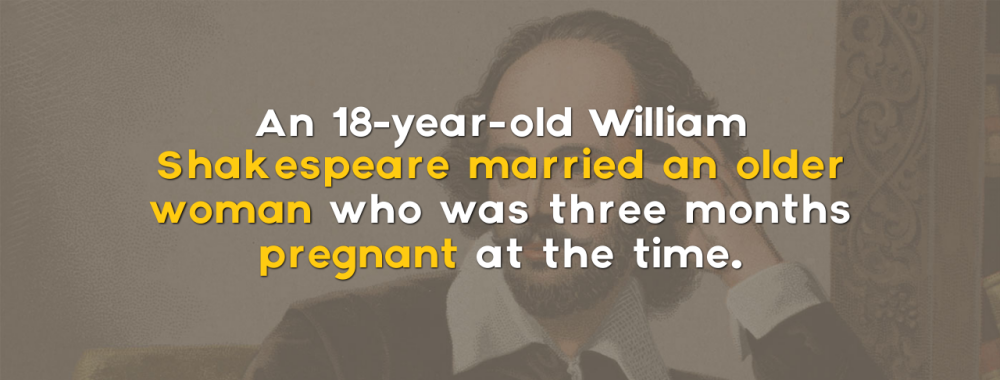 An 18-year-old William
Shakespeare married an older
woman who was three months
pregnant at the time.